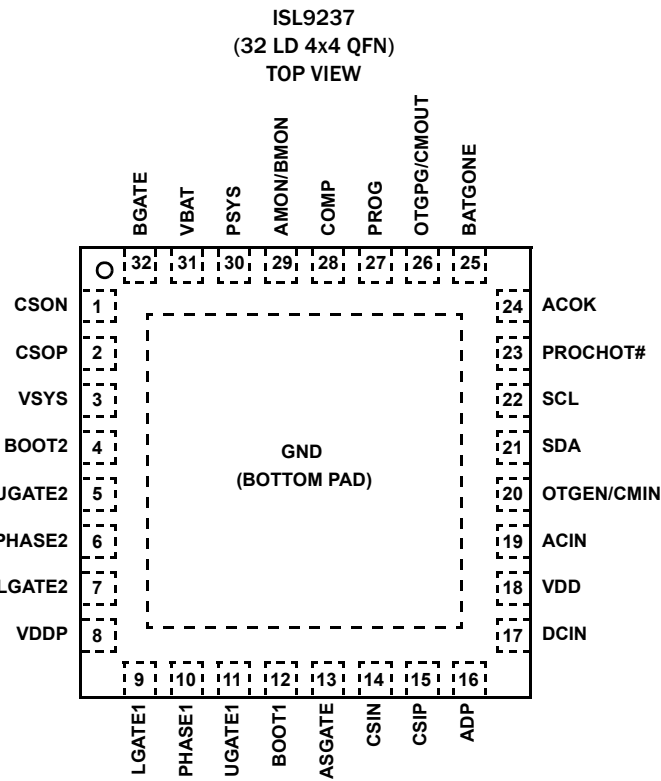 ISL9237
(32 LD 4x4 QFN)
TOP VIEW
BGATE
VBAT
PSYS
AMON/BMON
COMP
PROG
OTGPG/CMOUT
BATGONE
32
31
30
29
28
27
26
25
CSON 1
CSOP 2
VSYS 3
BOOT2 4
UGATE2 5
PHASE2 6
LGATE2 7
VDDP 8
GND
(BOTTOM PAD)
24 ACOK
23 PROCHOT#
22 SCL
21 SDA
20 OTGEN/CMIN
19 ACIN
18 VDD
17 DCIN
9
10
11
12
13
14
15
16
LGATE1
PHASE1
UGATE1
BOOT1
ASGATE
CSIN
CSIP
ADP